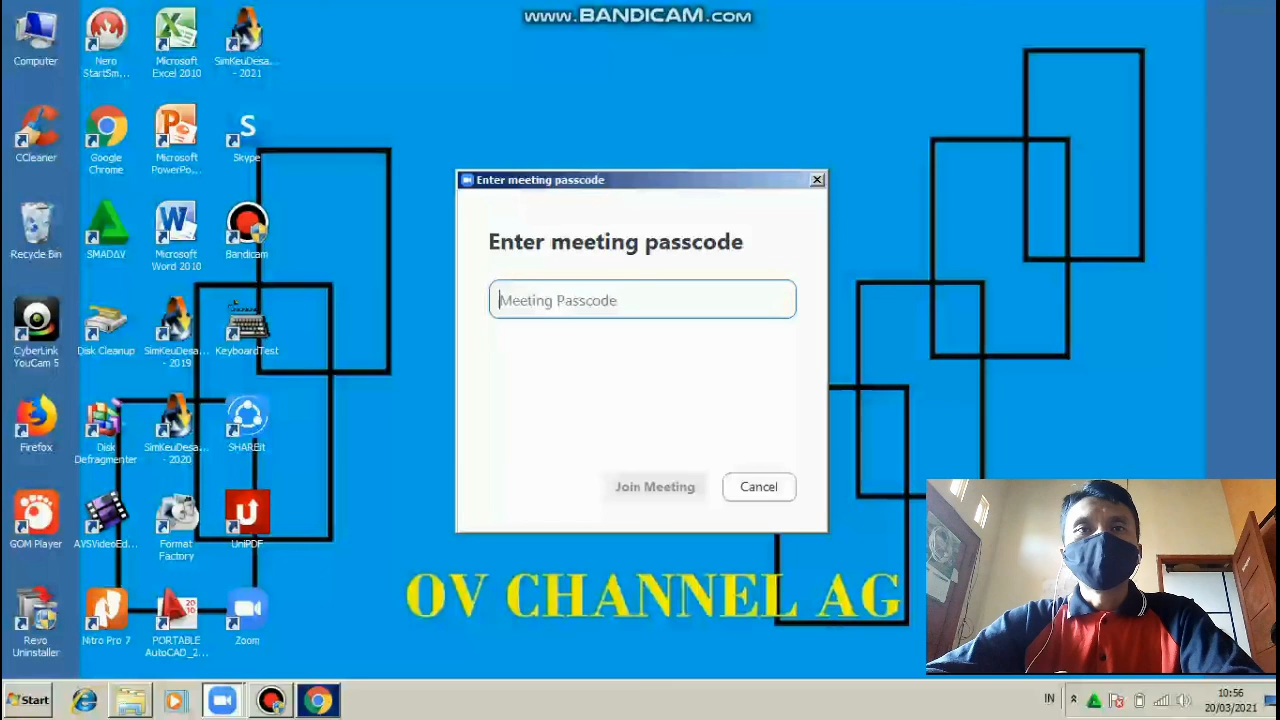 www.BANDICAM.com
Computer
Nero
StartSm...
Microsoft
Excel 2010
SimKeuDesa...
- 2021
CCleaner
Google
Chrome
Microsoft
PowerPo...
Skype
Recycle Bin
SMADAV
Microsoft
Word 2010
Bandicam
CyberLink
YouCam 5
Disk Cleanup
SimKeuDesa...
- 2019
KeyboardTest
Firefox
Disk
Defragmenter
SimKeuDesa...
- 2020
SHAREit
GOM Player
AVSVideoEd...
Format
Factory
UniPDF
Revo
Uninstaller
Nitro Pro 7
PORTABLE
AutoCAD_2...
Zoom
Enter meeting passcode
Enter meeting passcode
Meeting Passcode
Join Meeting
Cancel
OV CHANNEL AG
Start
IN
10:56
20/03/2021